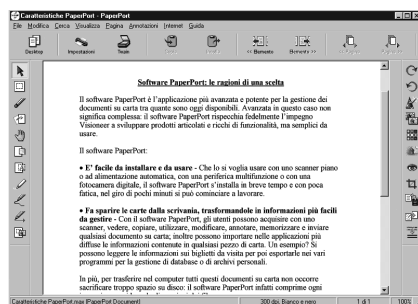 Caratteristiche PaperPort - PaperPort
File Modifica Cerca Visualizza Pagina Annotazioni Internet Guida
Desktop Impostazioni Team << Elemento Elemento >>
Software PaperPort: le ragioni di una scelta
Il software PaperPort è l'applicazione più avanzata e potente per la gestione dei
documenti su carta tra quante sono oggi disponibili. Avanzata in questo caso non
significa complessa: il software PaperPort rispecchia fedelmente l'impegno
Visioneer a sviluppare prodotti articolati e ricchi di funzionalità, ma semplici da
usare.
Il software PaperPort:
• E' facile da installare e da usare - Che lo si voglia usare con uno scanner piano
o ad alimentazione automatica, con una periferica multifunzione o con una
fotocamera digitale, il software PaperPort s'installa in breve tempo e con poca
fatica, nel giro di pochi minuti si può cominciare a lavorare.
• Fa sparire le carte dalla scrivania, trasformandole in informazioni più facili
da gestire - Con il software PaperPort, gli utenti possono acquisire con uno
scanner, vedere, copiare, utilizzare, modificare, annotare, memorizzare e inviare
qualsiasi documento su carta; inoltre possono importare nelle applicazioni più
diffuse le informazioni contenute in qualsiasi pezzo di carta. Un esempio? Si
possono leggere le informazioni sui biglietti da visita per poi esportarle nei vari
programmi per la gestione di database o di archivi personali.
In più, per trasferire nel computer tutti questi documenti su carta non occorre
sacrificare troppo spazio su disco: il software PaperPort infatti comprime ogni
Caratteristiche PaperPort.max [PaperPort Document] 300 dpi, Bianco e nero 1 di 1 100%